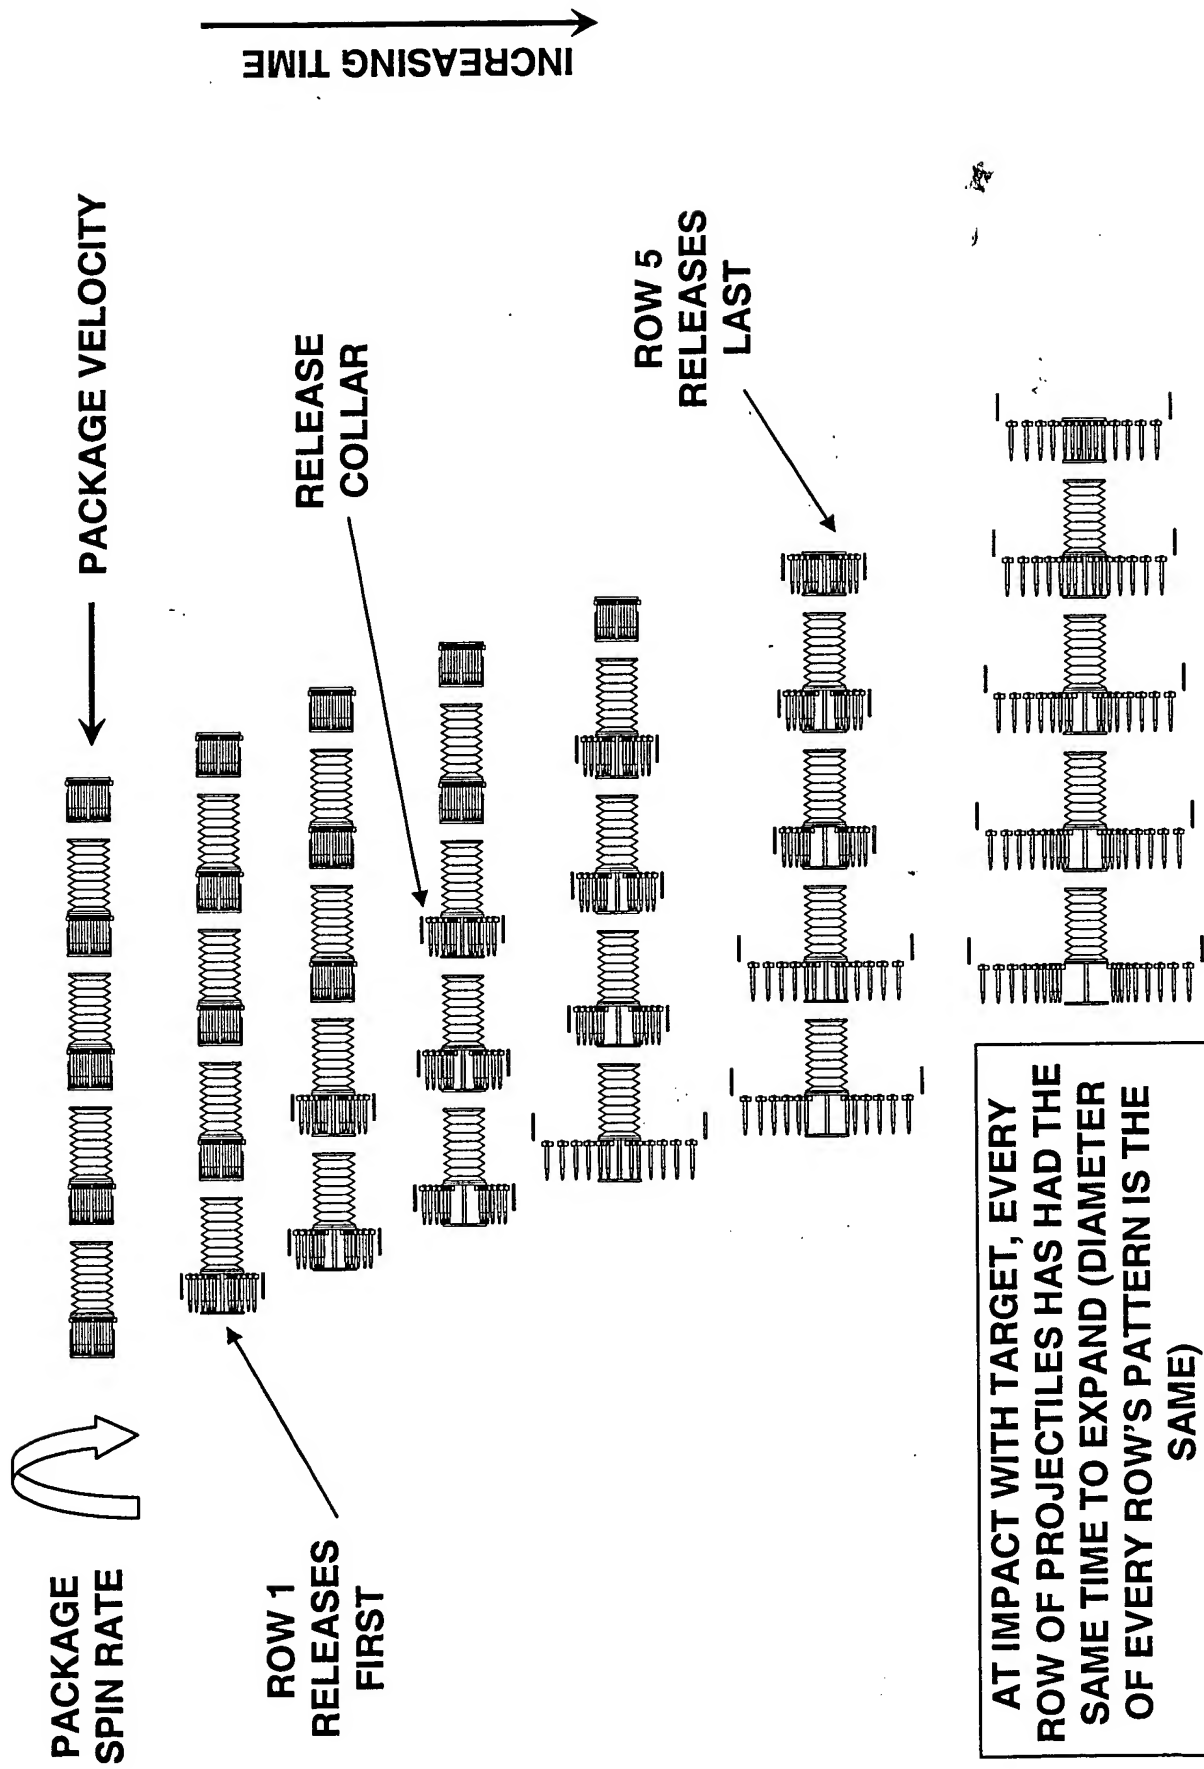 PACKAGE
SPIN RATE
PACKAGE VELOCITY
INCREASING TIME
ROW 1
RELEASES
FIRST
RELEASE
COLLAR
ROW 5
RELEASES
LAST
AT IMPACT WITH TARGET, EVERY
ROW OF PROJECTILES HAS HAD THE
SAME TIME TO EXPAND (DIAMETER
OF EVERY ROW'S PATTERN IS THE
SAME)